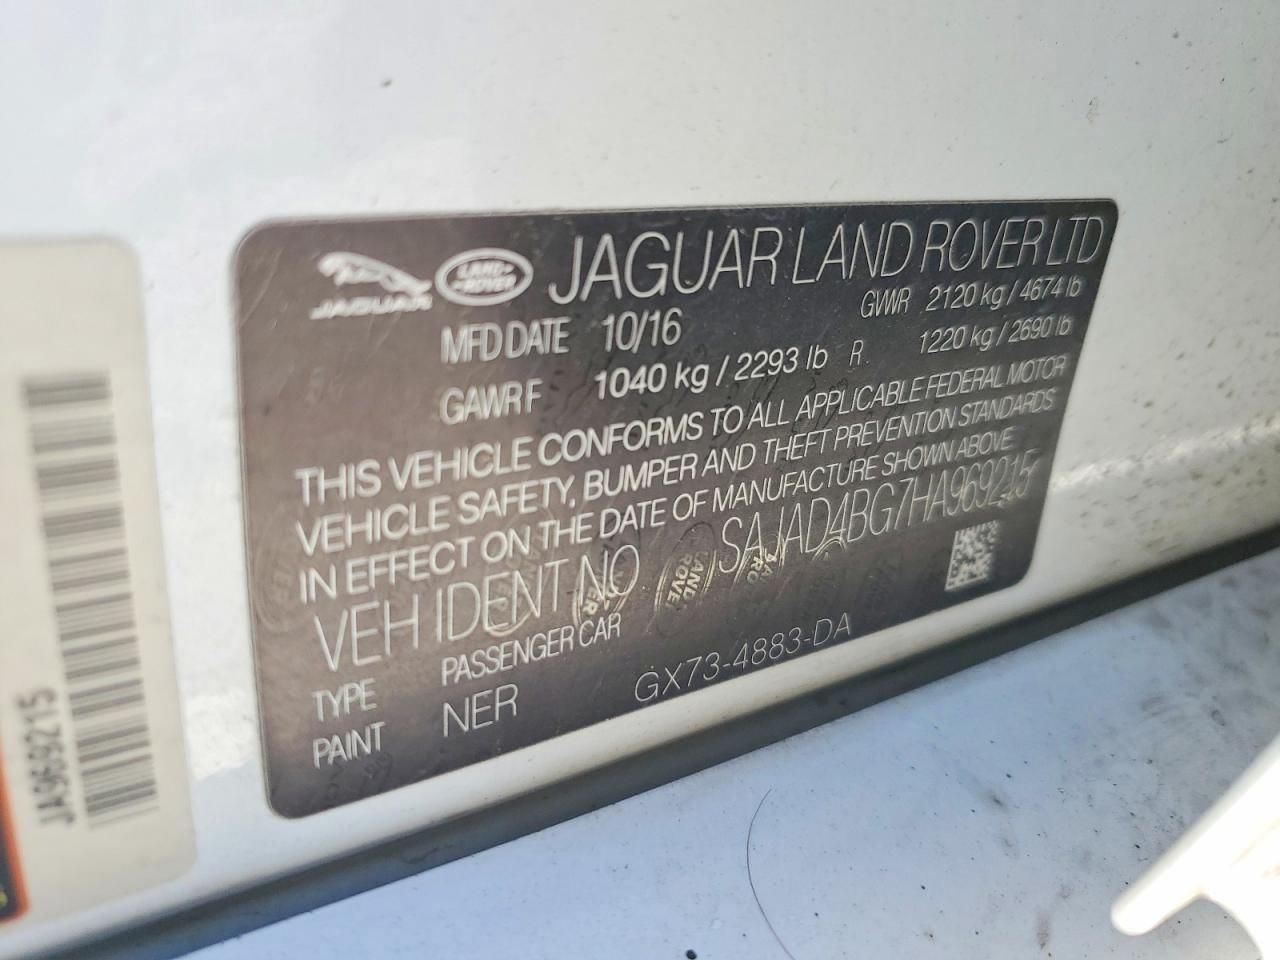 JAGUAR LAND ROVER JAGUAR LAND ROVER LTD
MFD DATE 10/16 GVWR 2120 kg / 4674 lb
GAWR F 1040 kg / 2293 lb R 1220 kg / 2690 lb
THIS VEHICLE CONFORMS TO ALL APPLICABLE FEDERAL MOTOR
VEHICLE SAFETY, BUMPER AND THEFT PREVENTION STANDARDS
IN EFFECT ON THE DATE OF MANUFACTURE SHOWN ABOVE
VEH IDENT NO SAJAD4BG7HA969215
TYPE PASSENGER CAR
PAINT NER GX73-4883-DA
JA969215